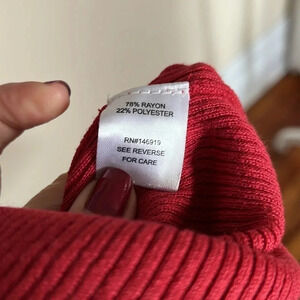 78% RAYON
22% POLYESTER
RN#146919
SEE REVERSE
FOR CARE